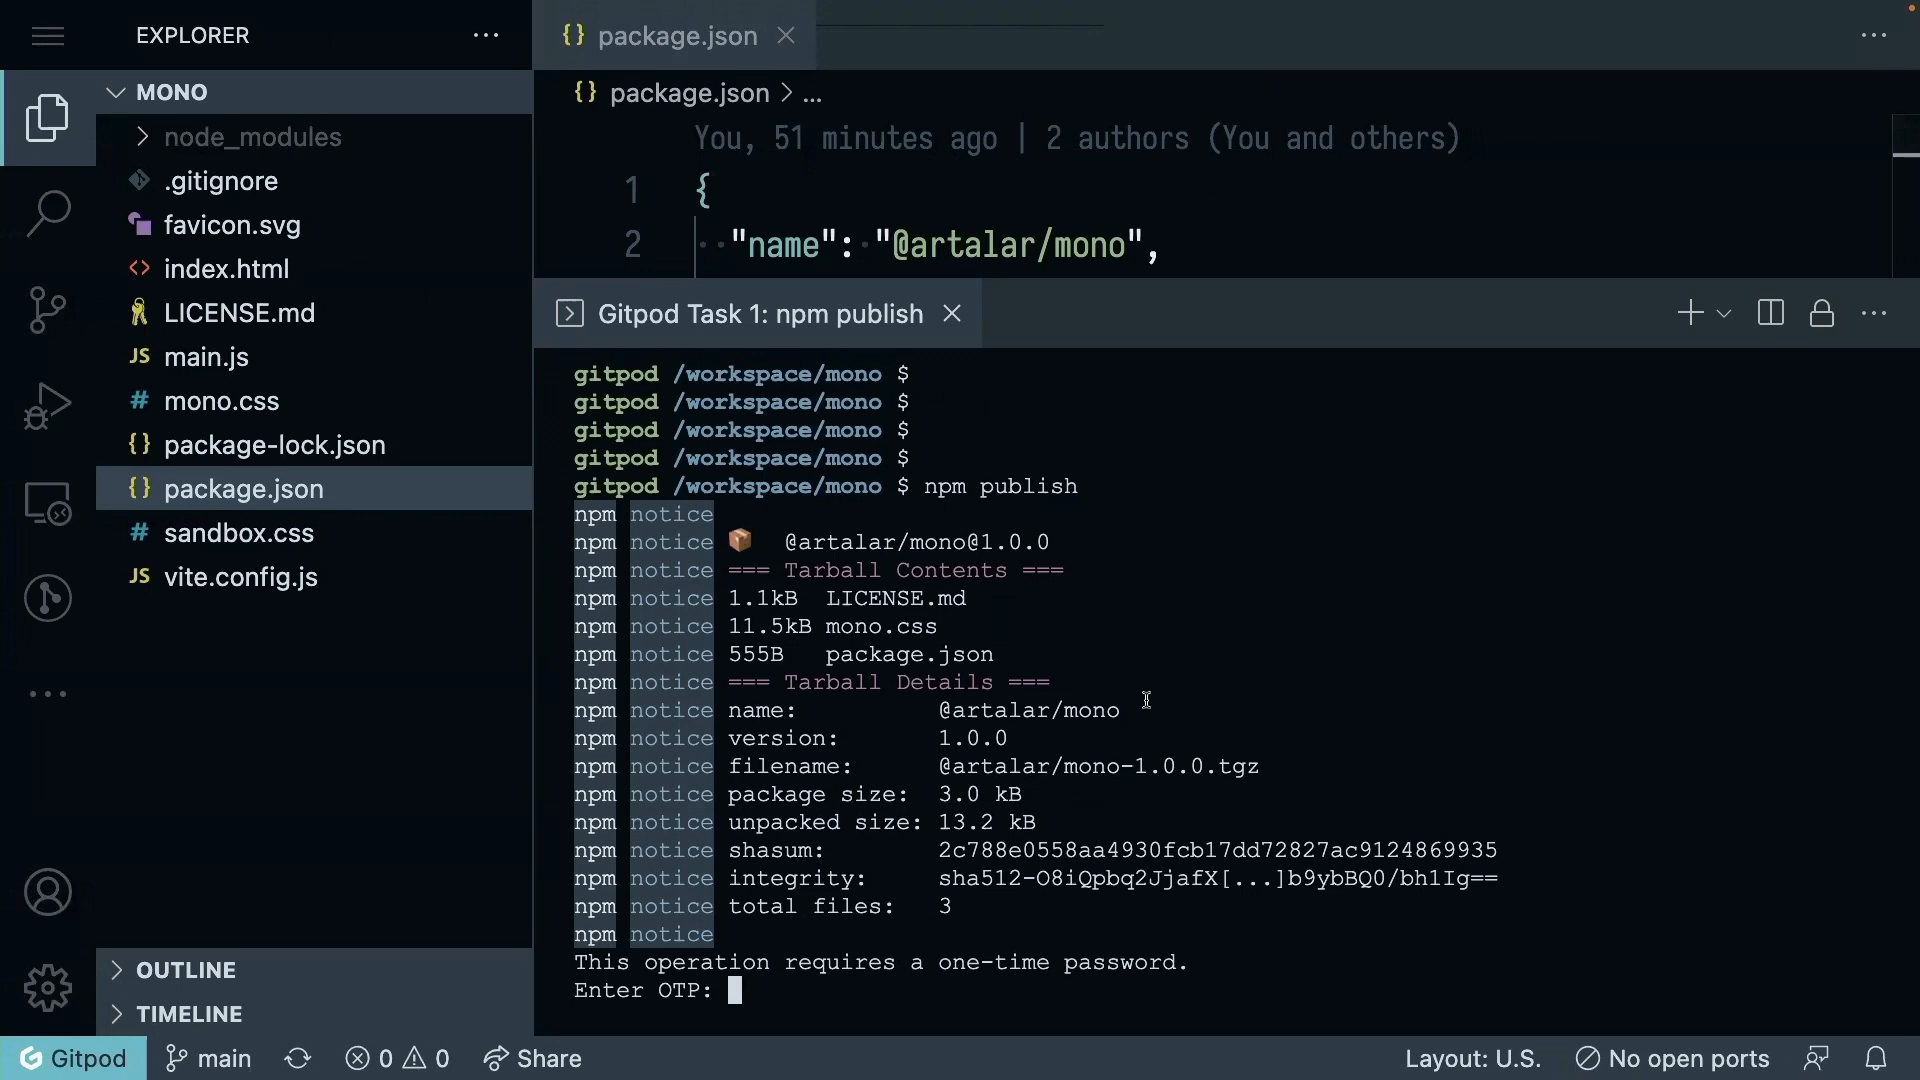 EXPLORER
MONO
node_modules
.gitignore
favicon.svg
index.html
LICENSE.md
JS main.js
# mono.css
{} package-lock.json
{} package.json
# sandbox.css
JS vite.config.js
OUTLINE
TIMELINE
{} package.json
{} package.json > ...
You, 51 minutes ago | 2 authors (You and others)
1 {
2 "name": "@artalar/mono",
Gitpod Task 1: npm publish
gitpod /workspace/mono $
gitpod /workspace/mono $
gitpod /workspace/mono $
gitpod /workspace/mono $
gitpod /workspace/mono $ npm publish
npm notice
npm notice 📦 @artalar/mono@1.0.0
npm notice === Tarball Contents ===
npm notice 1.1kB LICENSE.md
npm notice 11.5kB mono.css
npm notice 555B package.json
npm notice === Tarball Details ===
npm notice name: @artalar/mono
npm notice version: 1.0.0
npm notice filename: @artalar/mono-1.0.0.tgz
npm notice package size: 3.0 kB
npm notice unpacked size: 13.2 kB
npm notice shasum: 2c788e0558aa4930fcb17dd72827ac9124869935
npm notice integrity: sha512-O8iQpbq2JjafX[...]b9ybBQ0/bh1Ig==
npm notice total files: 3
npm notice
This operation requires a one-time password.
Enter OTP:
Gitpod main 0 0 Share Layout: U.S. No open ports